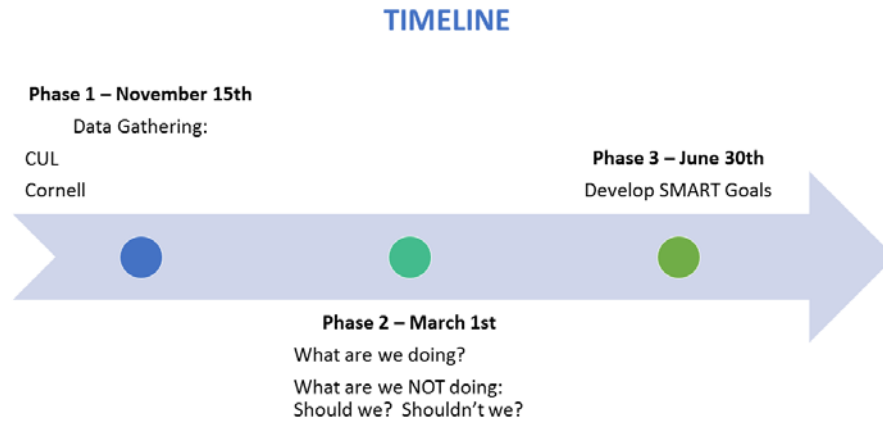 TIMELINE
Phase 1 – November 15th
Data Gathering:
CUL
Cornell
Phase 2 – March 1st
What are we doing?
What are we NOT doing:
Should we?  Shouldn't we?
Phase 3 – June 30th
Develop SMART Goals